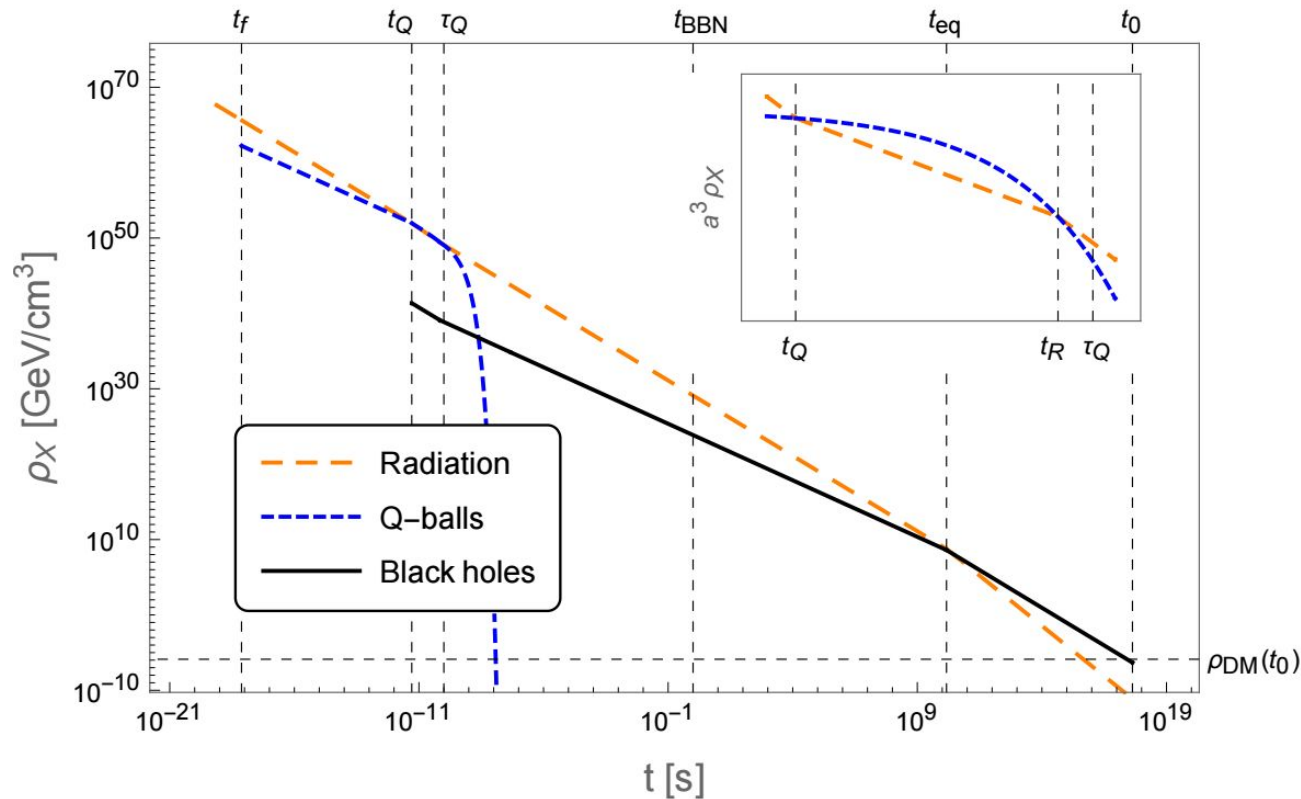 t_f t_Q τ_Q t_BBN t_eq t_0
10^70
10^50
10^30
10^10
10^-10
ρ_X [GeV/cm^3]
a^3 ρ_X
t_Q t_R τ_Q
Radiation
Q-balls
Black holes
ρ_DM(t_0)
10^-21 10^-11 10^-1 10^9 10^19
t [s]